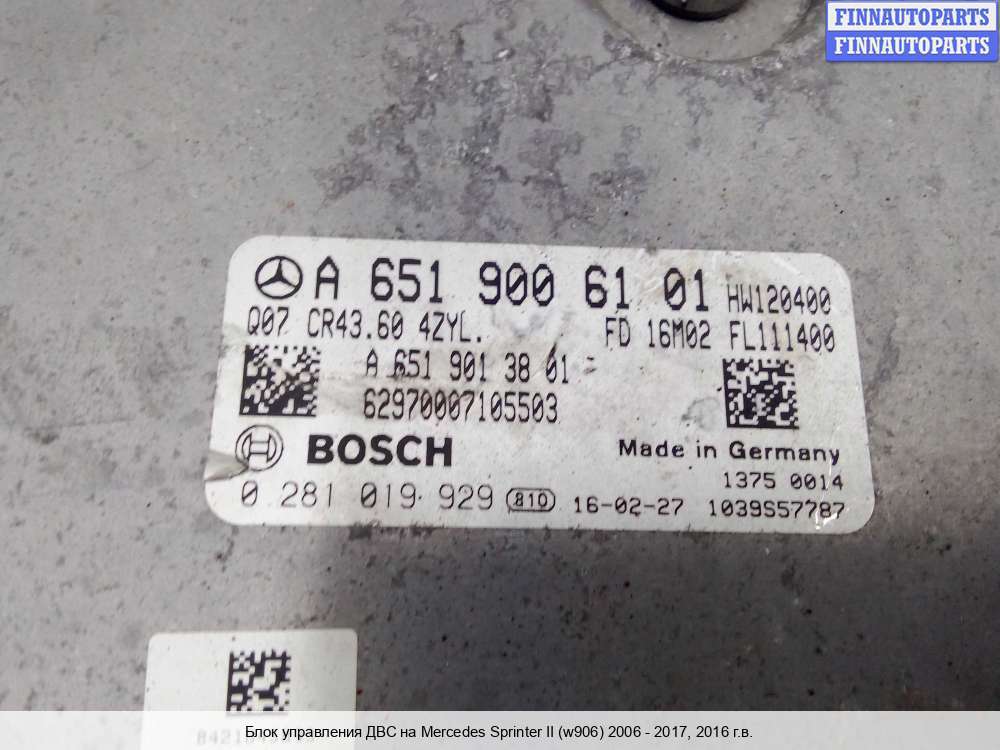 FINNAUTOPARTS
FINNAUTOPARTS
A 651 900 61 01 HW120400
Q07 CR43.60 4ZYL. FD 16M02 FL111400
A 651 901 38 01
62970007105503
BOSCH Made in Germany
1375 0014
0 281 019 929 810 16-02-27 1039S57787
Блок управления ДВС на Mercedes Sprinter II (w906) 2006 - 2017, 2016 г.в.